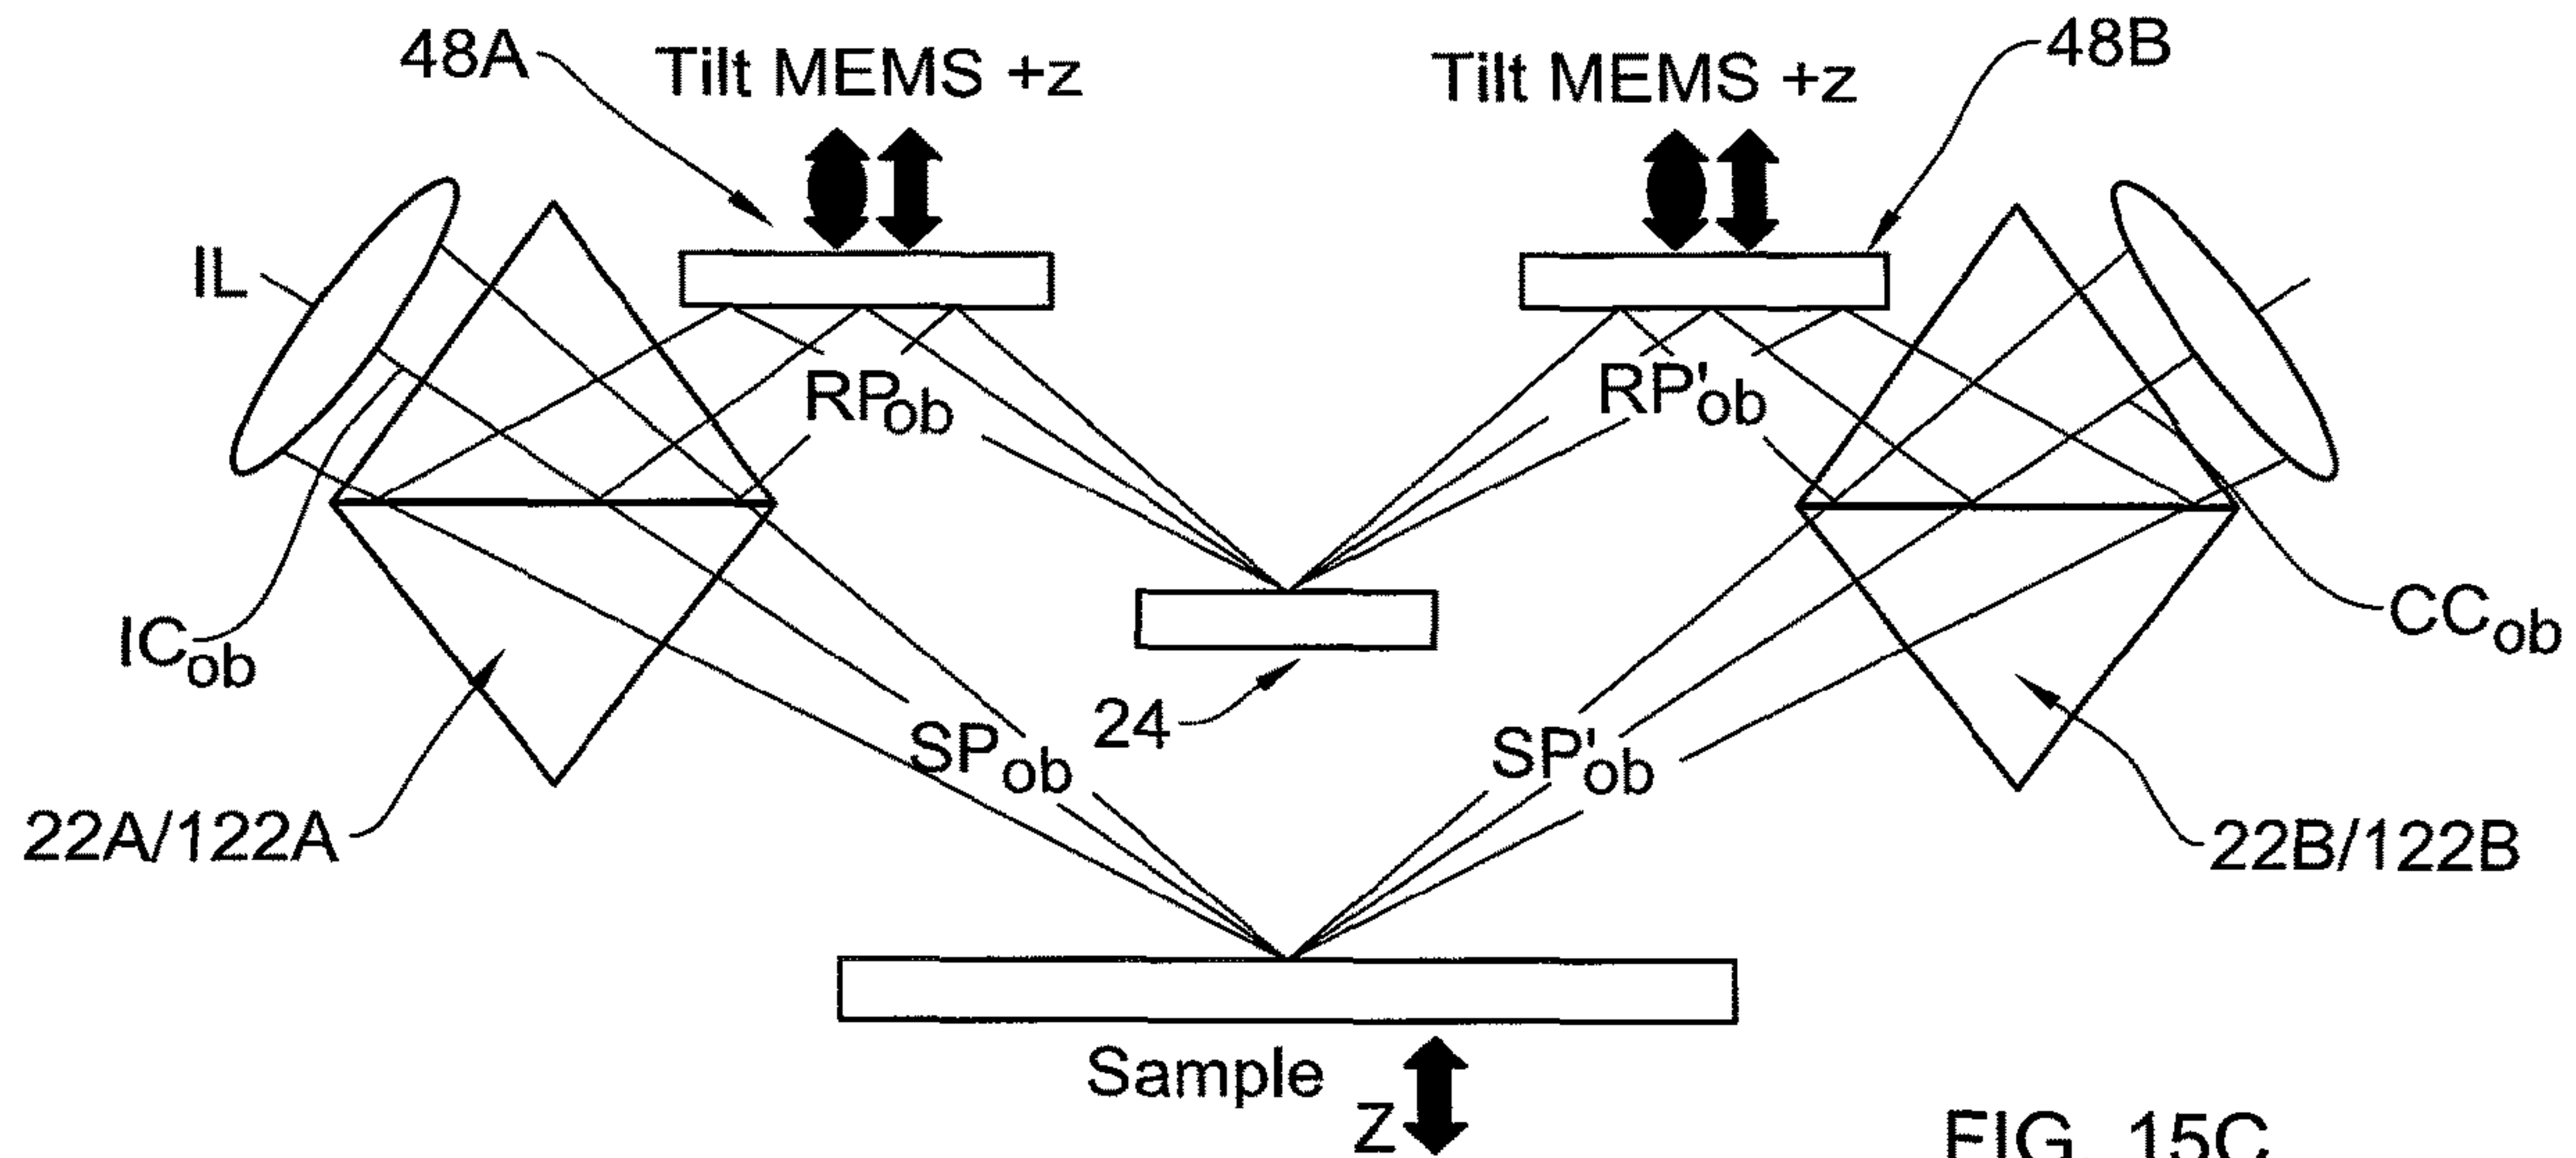 48A
Tilt MEMS +z
Tilt MEMS +z
48B
IL
RPob
RP'ob
ICob
CCob
24
SPob
SP'ob
22A/122A
22B/122B
Sample
Z
FIG. 15C